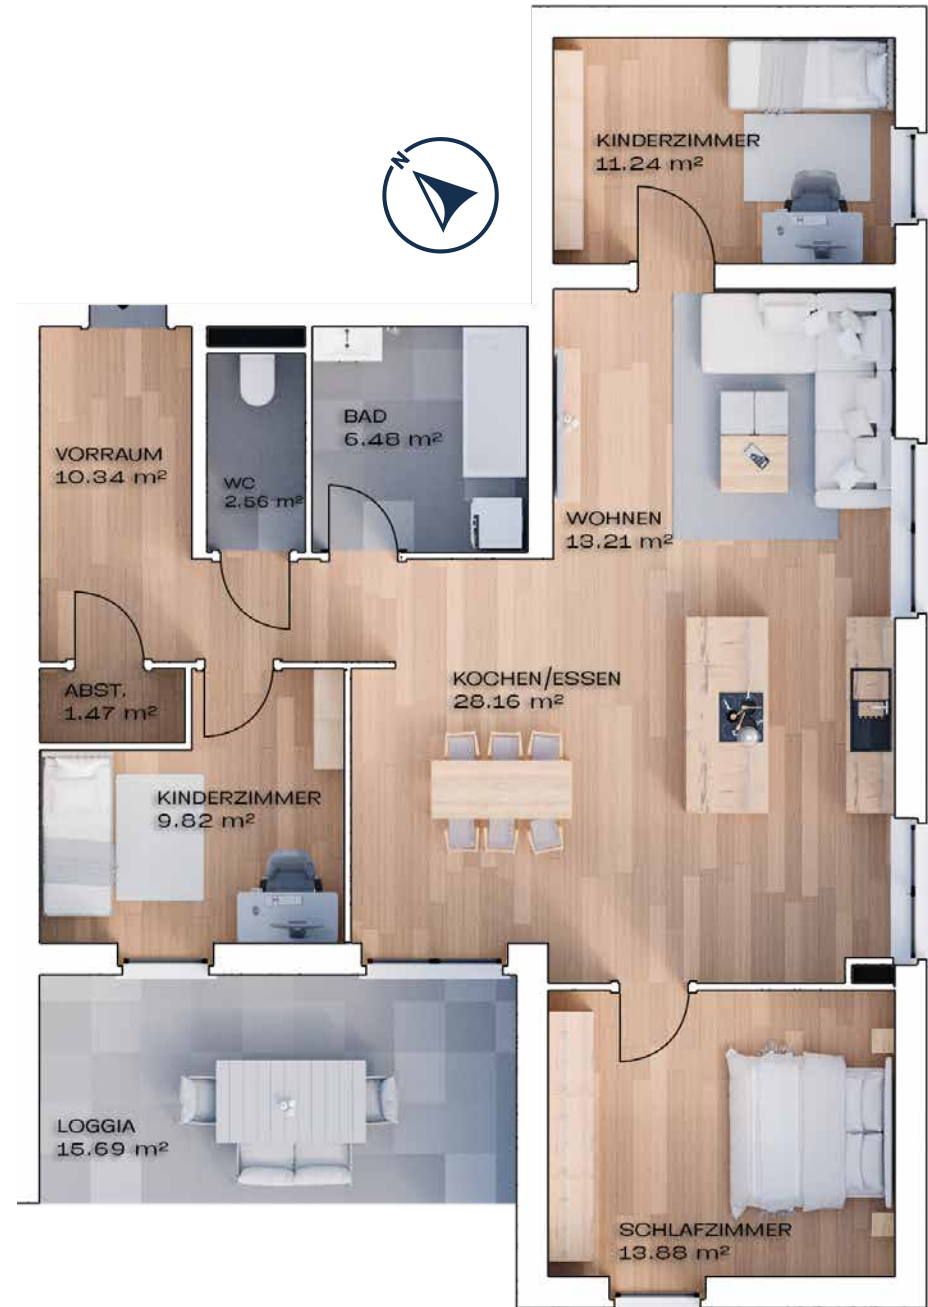 KINDERZIMMER
11.24 m²
N
VORRAUM
10.34 m²
WC
2.56 m²
BAD
6.48 m²
WOHNEN
13.21 m²
ABST.
1.47 m²
KOCHEN/ESSEN
28.16 m²
KINDERZIMMER
9.82 m²
LOGGIA
15.69 m²
SCHLAFZIMMER
13.88 m²